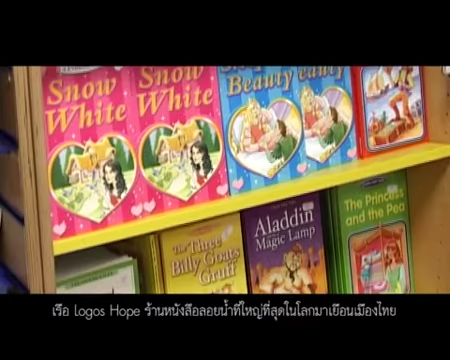 Snow
White
Snow
White
Beauty
eauty
The Three
Billy Goats
Gruff
Aladdin
and the
Magic Lamp
The Princess
and the Pea
เรือ Logos Hope ร้านหนังสือลอยน้ำที่ใหญ่ที่สุดในโลกมาเยือนเมืองไทย